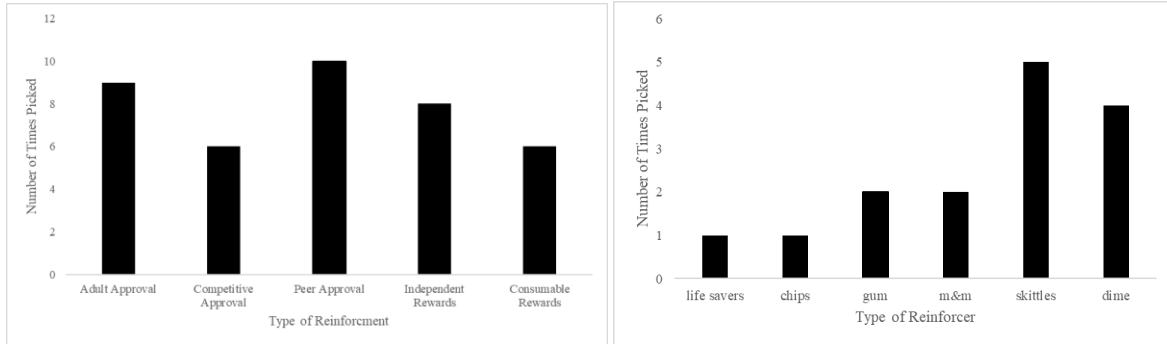 12
10
8
6
4
2
0
Number of Times Picked
Adult Approval
Competitive
Approval
Peer Approval
Independent
Rewards
Consumable
Rewards
Type of Reinforcment
6
5
4
3
2
1
0
Number of Times Picked
life savers
chips
gum
m&m
skittles
dime
Type of Reinforcer